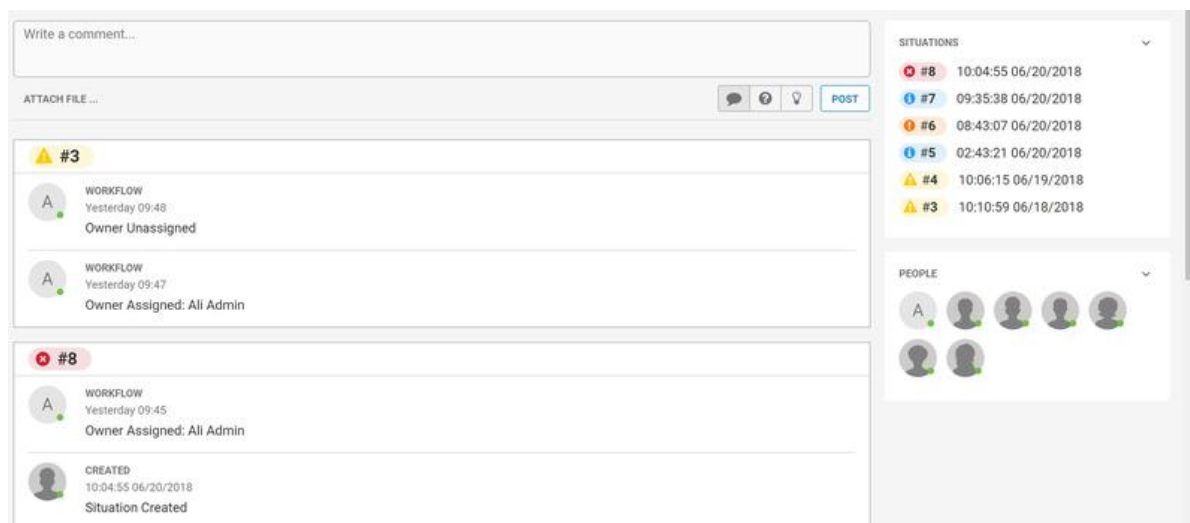 Write a comment...
ATTACH FILE ...
POST
#3
A
WORKFLOW
Yesterday 09:48
Owner Unassigned
A
WORKFLOW
Yesterday 09:47
Owner Assigned: Ali Admin
#8
A
WORKFLOW
Yesterday 09:45
Owner Assigned: Ali Admin
CREATED
10:04:55 06/20/2018
Situation Created
SITUATIONS
#8 10:04:55 06/20/2018
#7 09:35:38 06/20/2018
#6 08:43:07 06/20/2018
#5 02:43:21 06/20/2018
#4 10:06:15 06/19/2018
#3 10:10:59 06/18/2018
PEOPLE
A